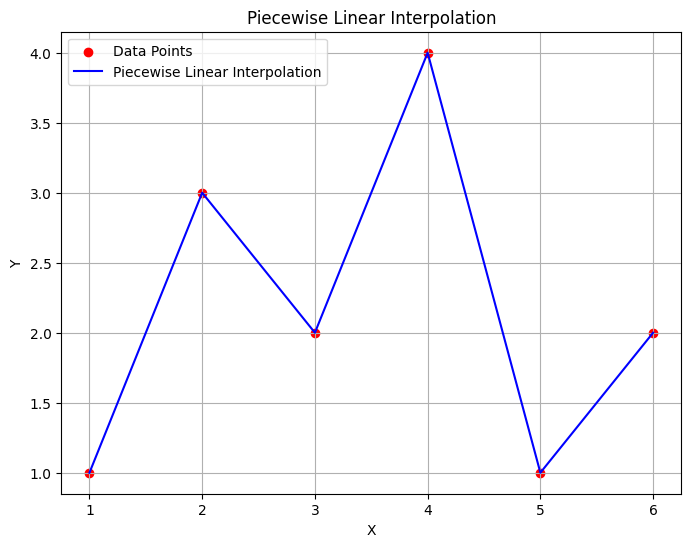 Piecewise Linear Interpolation
Data Points
Piecewise Linear Interpolation
4.0
3.5
3.0
2.5
2.0
1.5
1.0
Y
1 2 3 4 5 6
X